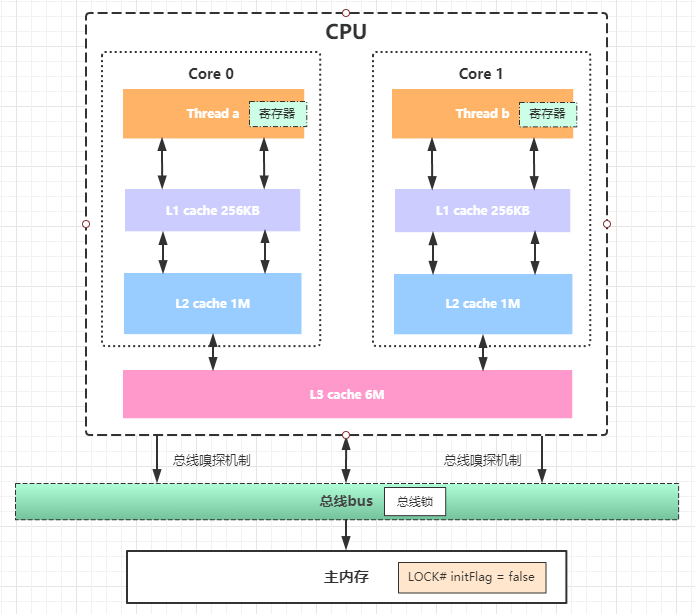 CPU
Core 0
Core 1
Thread a
寄存器
Thread b
寄存器
L1 cache 256KB
L1 cache 256KB
L2 cache 1M
L2 cache 1M
L3 cache 6M
总线嗅探机制
总线嗅探机制
总线bus
总线锁
主内存
LOCK# initFlag = false